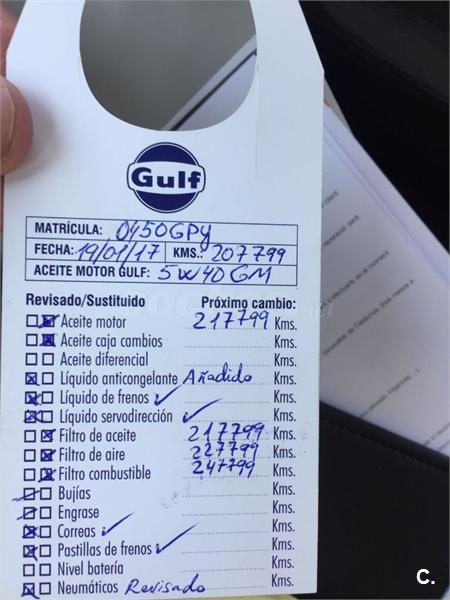 Gulf
MATRÍCULA: 0450GPY
FECHA: 19/01/17 KMS.: 207799
ACEITE MOTOR GULF: 5W40 GM
Revisado/Sustituido Próximo cambio:
Aceite motor 217799 Kms.
Aceite caja cambios Kms.
Aceite diferencial Kms.
Líquido anticongelante Añadido Kms.
Líquido de frenos ✓ Kms.
Líquido servodirección ✓ Kms.
Filtro de aceite 217799 Kms.
Filtro de aire 227799 Kms.
Filtro combustible 247799 Kms.
Bujías Kms.
Engrase Kms.
Correas ✓ Kms.
Pastillas de frenos ✓ Kms.
Nivel batería Kms.
Neumáticos Revisado Kms.
C.